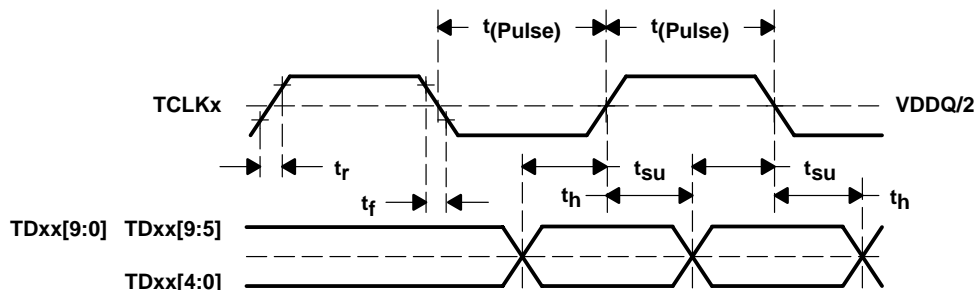 t(Pulse) t(Pulse)
TCLKx VDDQ/2
tr tsu tsu
tf th th
TDxx[9:0] TDxx[9:5]
TDxx[4:0]